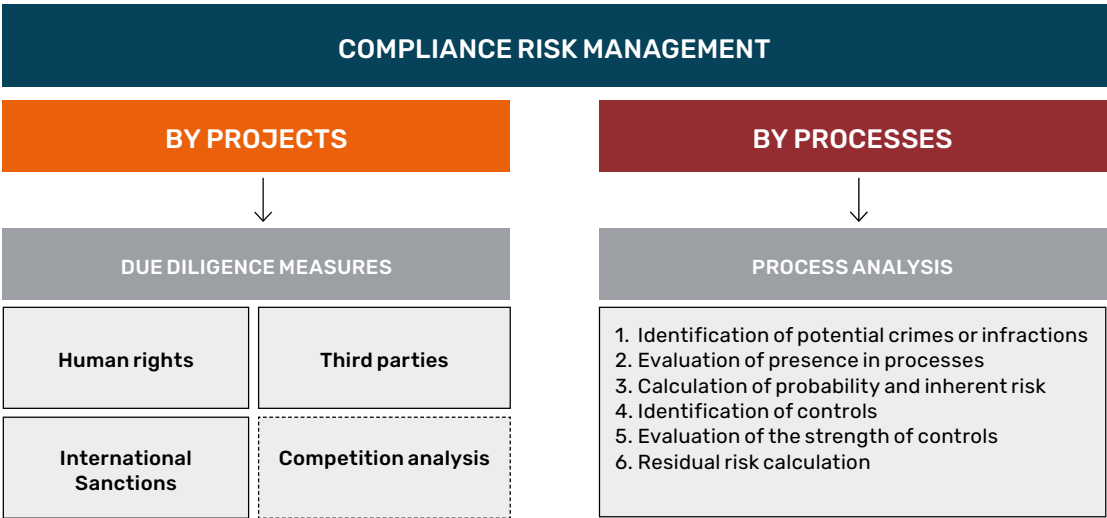 COMPLIANCE RISK MANAGEMENT
BY PROJECTS
BY PROCESSES
DUE DILIGENCE MEASURES
PROCESS ANALYSIS
Human rights
Third parties
International
Sanctions
Competition analysis
1. Identification of potential crimes or infractions
2. Evaluation of presence in processes
3. Calculation of probability and inherent risk
4. Identification of controls
5. Evaluation of the strength of controls
6. Residual risk calculation